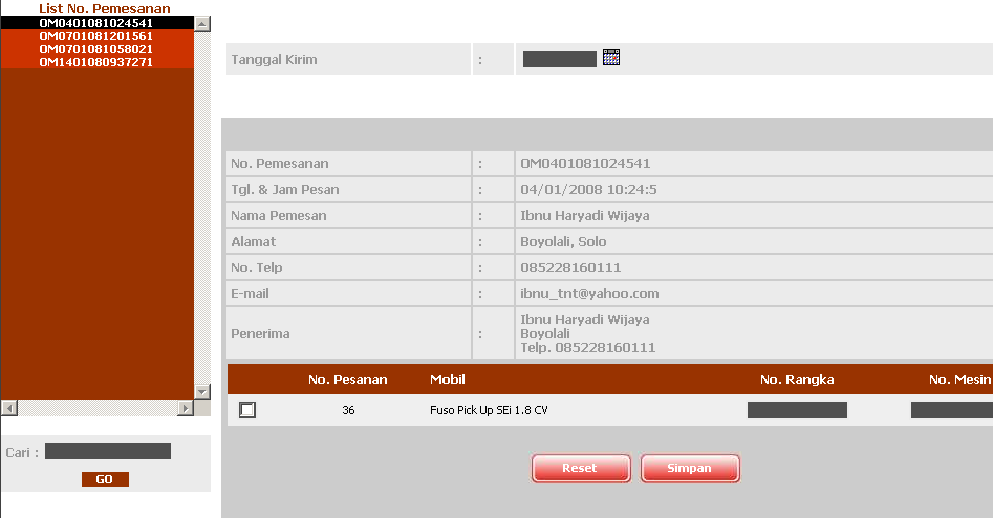 List No. Pemesanan
OM0401081024541
OM0701081201561
OM0701081058021
OM1401080937271
Cari :
GO
Tanggal Kirim :
No. Pemesanan : OM0401081024541
Tgl. & Jam Pesan : 04/01/2008 10:24:5
Nama Pemesan : Ibnu Haryadi Wijaya
Alamat : Boyolali, Solo
No. Telp : 085228160111
E-mail : ibnu_tnt@yahoo.com
Penerima : Ibnu Haryadi Wijaya
Boyolali
Telp. 085228160111
No. Pesanan Mobil No. Rangka No. Mesin
36 Fuso Pick Up SEi 1.8 CV
Reset Simpan